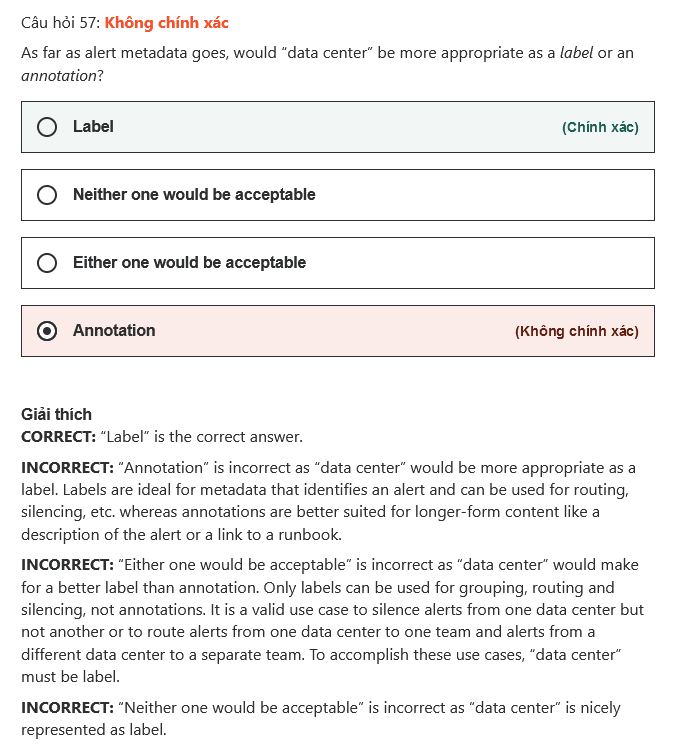 Câu hỏi 57: Không chính xác
As far as alert metadata goes, would “data center” be more appropriate as a label or an
annotation?
Label (Chính xác)
Neither one would be acceptable
Either one would be acceptable
Annotation (Không chính xác)
Giải thích
CORRECT: “Label” is the correct answer.
INCORRECT: “Annotation” is incorrect as “data center” would be more appropriate as a
label. Labels are ideal for metadata that identifies an alert and can be used for routing,
silencing, etc. whereas annotations are better suited for longer-form content like a
description of the alert or a link to a runbook.
INCORRECT: “Either one would be acceptable” is incorrect as “data center” would make
for a better label than annotation. Only labels can be used for grouping, routing and
silencing, not annotations. It is a valid use case to silence alerts from one data center but
not another or to route alerts from one data center to one team and alerts from a
different data center to a separate team. To accomplish these use cases, “data center”
must be label.
INCORRECT: “Neither one would be acceptable” is incorrect as “data center” is nicely
represented as label.